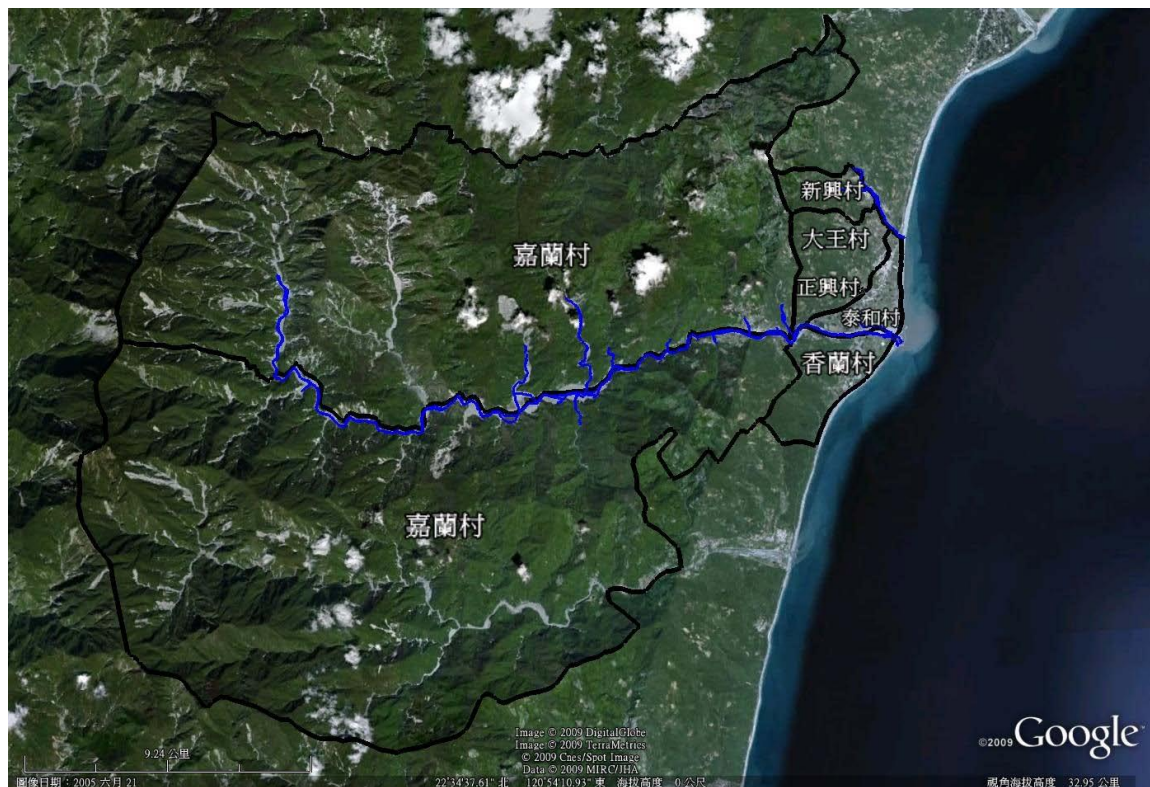 新興村
大王村
嘉蘭村
正興村
泰和村
香蘭村
嘉蘭村
9.24 公里
Image © 2009 DigitalGlobe
Image © 2009 TerraMetrics
© 2009 Cnes/Spot Image
Data © 2009 MIRC/JHA
©2009 Google
圖像日期：2005 六月 21
22°34'37.61" 北 120°54'10.93" 東 海拔高度 0 公尺
視角海拔高度 32.95 公里